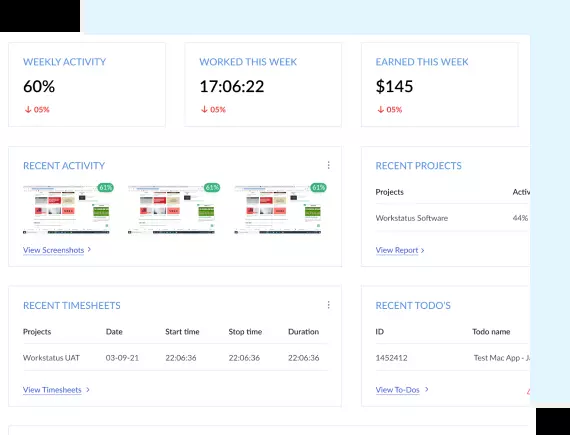 WEEKLY ACTIVITY
60%
↓ 05%
WORKED THIS WEEK
17:06:22
↓ 05%
EARNED THIS WEEK
$145
↓ 05%
RECENT ACTIVITY
61% 61% 61%
View Screenshots >
RECENT PROJECTS
Projects Activ
Workstatus Software 44%
View Report >
RECENT TIMESHEETS
Projects Date Start time Stop time Duration
Workstatus UAT 03-09-21 22:06:36 22:06:36 22:06:36
View Timesheets >
RECENT TODO'S
ID Todo name
1452412 Test Mac App - J
View To-Dos >